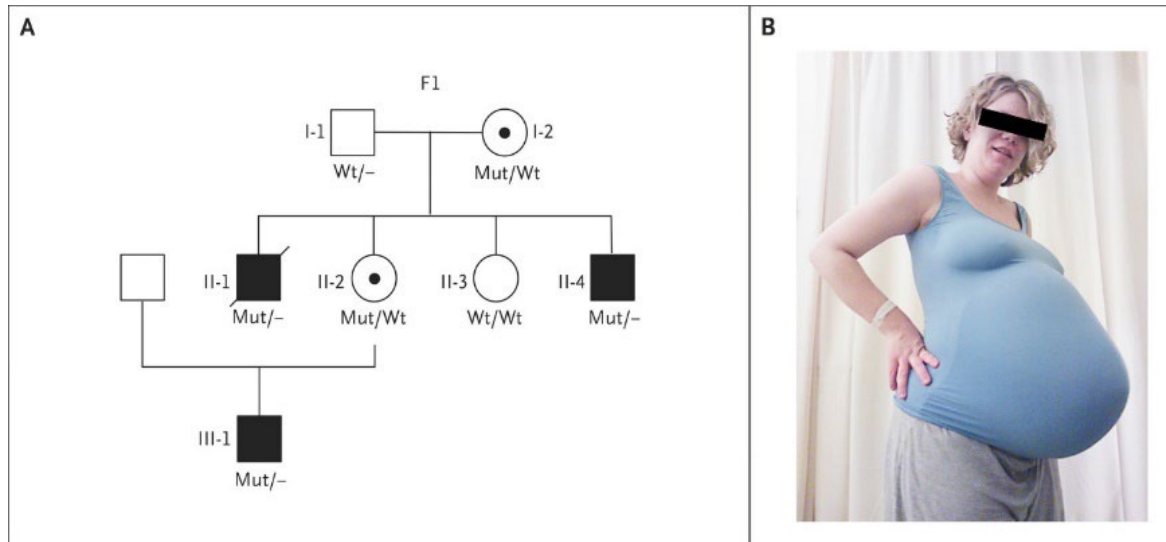 A
F1
I-1
I-2
Wt/–
Mut/Wt
II-1
II-2
II-3
II-4
Mut/–
Mut/Wt
Wt/Wt
Mut/–
III-1
Mut/–
B